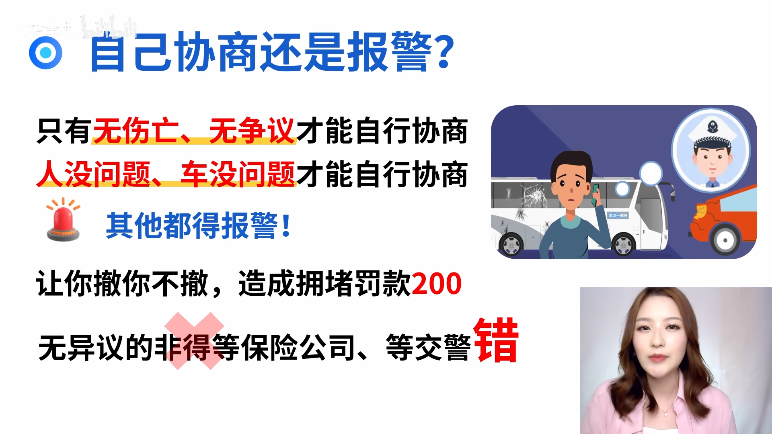 自己协商还是报警？
只有无伤亡、无争议才能自行协商
人没问题、车没问题才能自行协商
其他都得报警！
让你撤你不撤，造成拥堵罚款200
无异议的非得等保险公司、等交警错